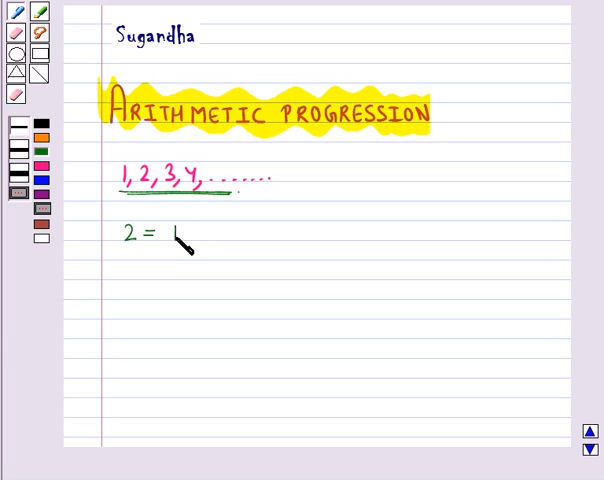 Sugandha
ARITHMETIC PROGRESSION
1, 2, 3, 4, ........
2 = 1